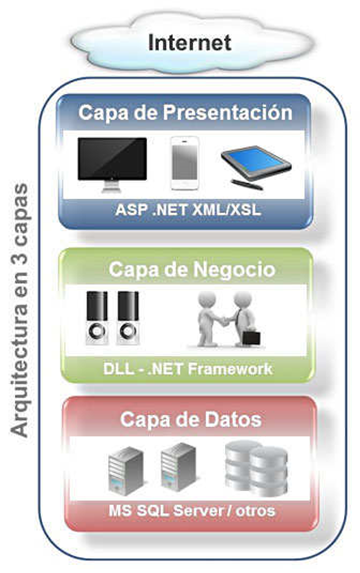 Internet
Arquitectura en 3 capas
Capa de Presentación
ASP .NET XML/XSL
Capa de Negocio
DLL - .NET Framework
Capa de Datos
MS SQL Server / otros